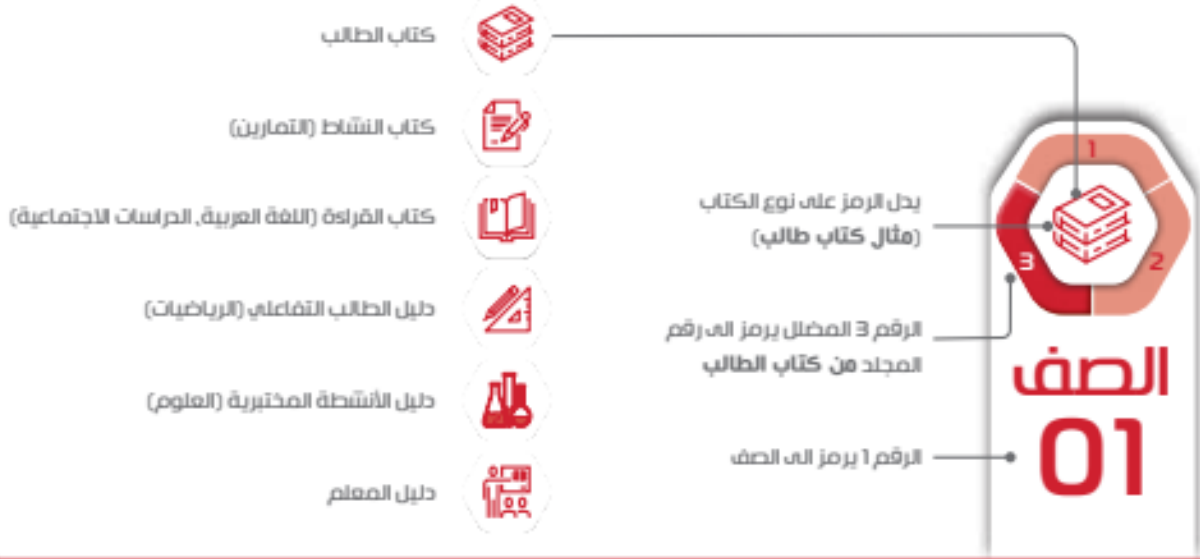 1
2
3
الصف
01
يدل الرمز على نوع الكتاب
(مثال كتاب طالب)
الرقم 3 المضلل يرمز الى رقم
المجلد من كتاب الطالب
الرقم 1 يرمز الى الصف
كتاب الطالب
كتاب النشاط (التمارين)
كتاب القراءة (اللغة العربية, الدراسات الاجتماعية)
دليل الطالب التفاعلي (الرياضيات)
دليل الأنشطة المختبرية (العلوم)
دليل المعلم